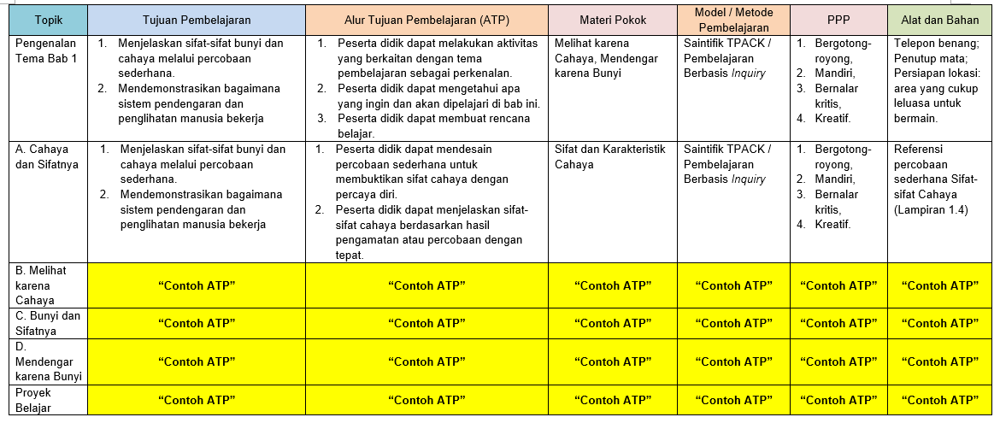 Topik
Tujuan Pembelajaran
Alur Tujuan Pembelajaran (ATP)
Materi Pokok
Model / Metode
Pembelajaran
PPP
Alat dan Bahan
Pengenalan
Tema Bab 1
1. Menjelaskan sifat-sifat bunyi dan
cahaya melalui percobaan
sederhana.
2. Mendemonstrasikan bagaimana
sistem pendengaran dan
penglihatan manusia bekerja
1. Peserta didik dapat melakukan aktivitas
yang berkaitan dengan tema
pembelajaran sebagai perkenalan.
2. Peserta didik dapat mengetahui apa
yang ingin dan akan dipelajari di bab ini.
3. Peserta didik dapat membuat rencana
belajar.
Melihat karena
Cahaya, Mendengar
karena Bunyi
Saintifik TPACK /
Pembelajaran
Berbasis Inquiry
1. Bergotong-
royong,
2. Mandiri,
3. Bernalar
kritis,
4. Kreatif.
Telepon benang;
Penutup mata;
Persiapan lokasi:
area yang cukup
leluasa untuk
bermain.
A. Cahaya
dan Sifatnya
1. Menjelaskan sifat-sifat bunyi dan
cahaya melalui percobaan
sederhana.
2. Mendemonstrasikan bagaimana
sistem pendengaran dan
penglihatan manusia bekerja
1. Peserta didik dapat mendesain
percobaan sederhana untuk
membuktikan sifat cahaya dengan
percaya diri.
2. Peserta didik dapat menjelaskan sifat-
sifat cahaya berdasarkan hasil
pengamatan atau percobaan dengan
tepat.
Sifat dan Karakteristik
Cahaya
Saintifik TPACK /
Pembelajaran
Berbasis Inquiry
1. Bergotong-
royong,
2. Mandiri,
3. Bernalar
kritis,
4. Kreatif.
Referensi
percobaan
sederhana Sifat-
sifat Cahaya
(Lampiran 1.4)
B. Melihat
karena
Cahaya
“Contoh ATP”
“Contoh ATP”
“Contoh ATP”
“Contoh ATP”
“Contoh ATP”
“Contoh ATP”
C. Bunyi dan
Sifatnya
“Contoh ATP”
“Contoh ATP”
“Contoh ATP”
“Contoh ATP”
“Contoh ATP”
“Contoh ATP”
D.
Mendengar
karena Bunyi
“Contoh ATP”
“Contoh ATP”
“Contoh ATP”
“Contoh ATP”
“Contoh ATP”
“Contoh ATP”
Proyek
Belajar
“Contoh ATP”
“Contoh ATP”
“Contoh ATP”
“Contoh ATP”
“Contoh ATP”
“Contoh ATP”